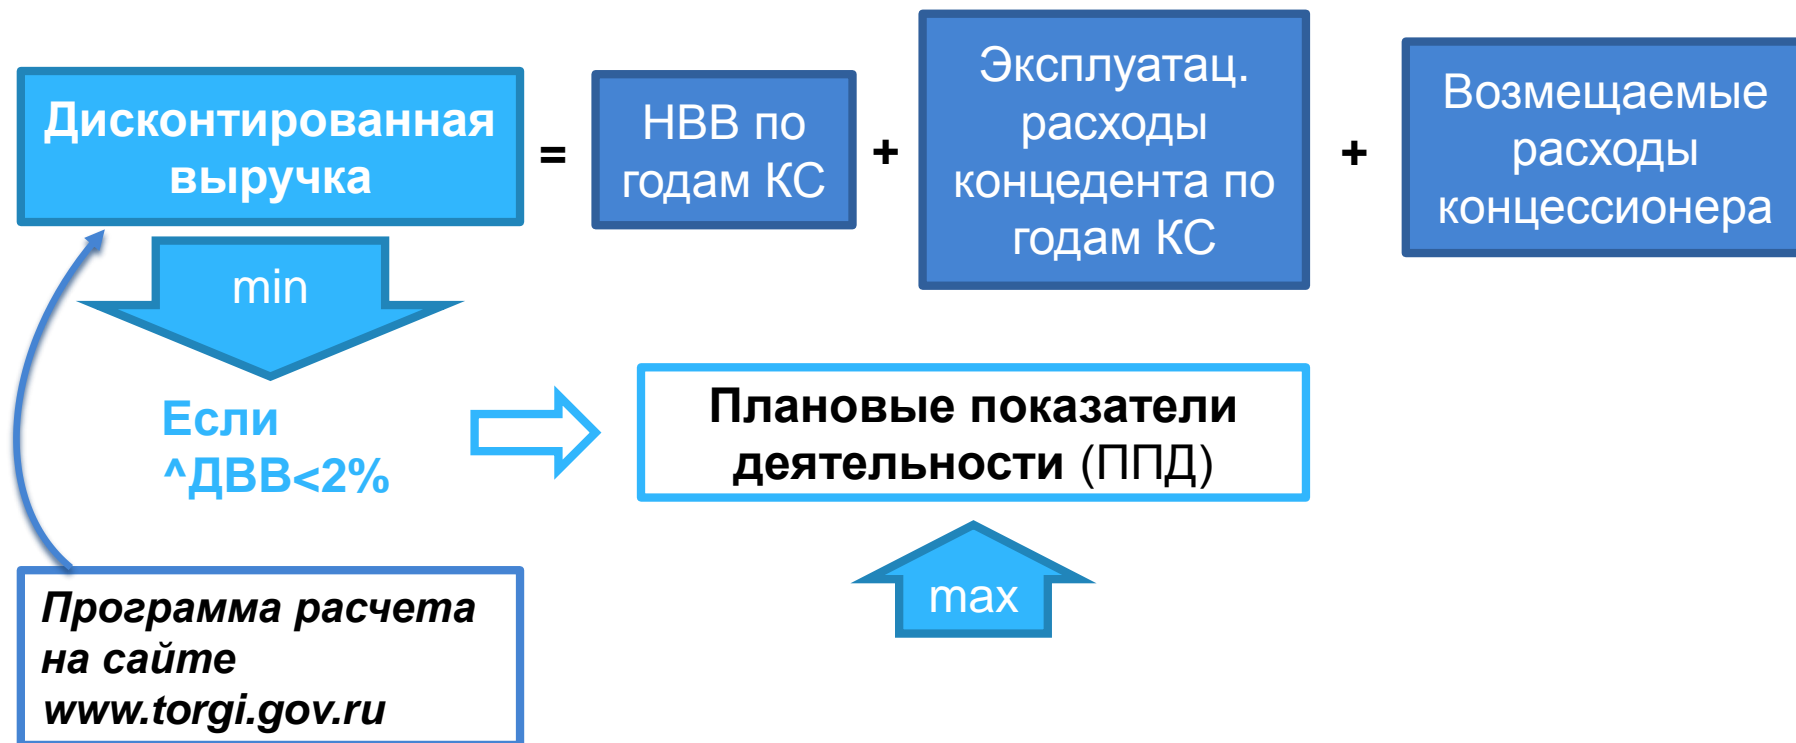 Дисконтированная
выручка
=
НВВ по
годам КС
+
Эксплуатац.
расходы
концедента по
годам КС
+
Возмещаемые
расходы
концессионера
min
Если
^ДВВ<2%
Плановые показатели
деятельности (ППД)
max
Программа расчета
на сайте
www.torgi.gov.ru